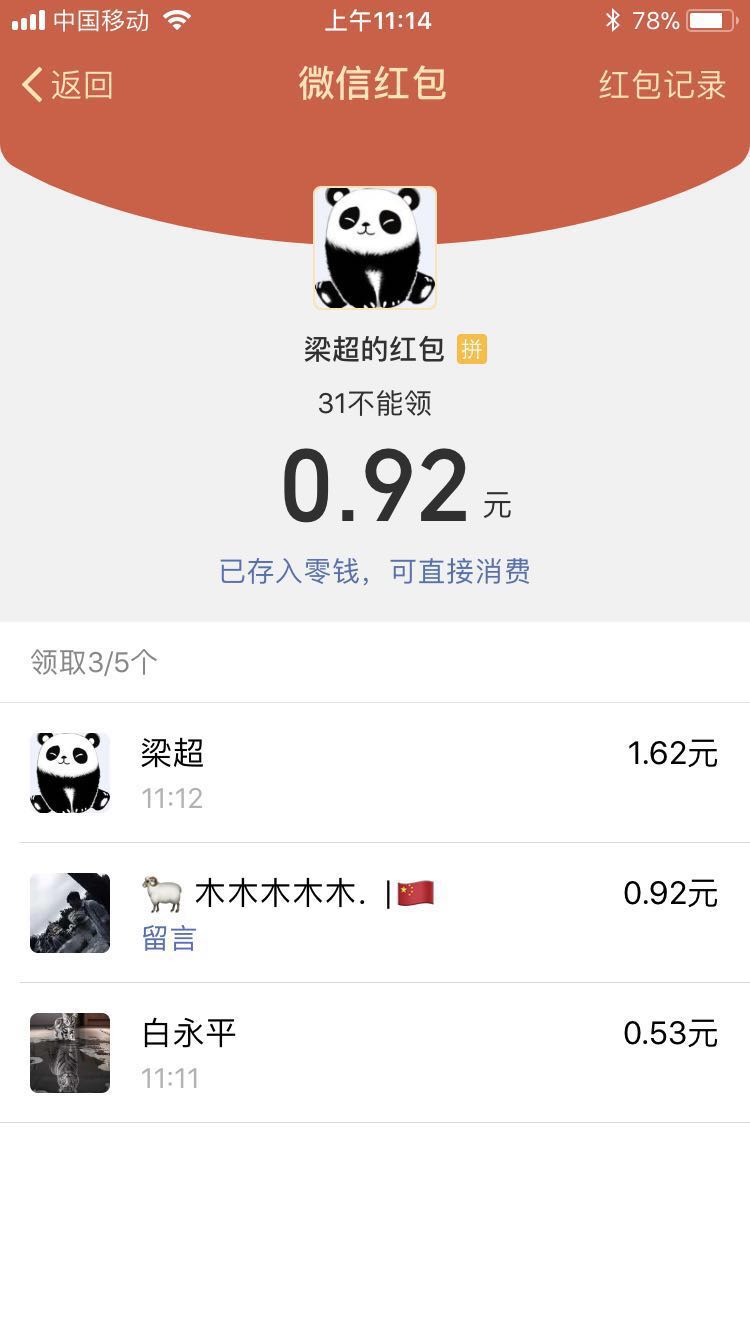 中国移动 上午11:14 78%
返回 微信红包 红包记录
梁超的红包 拼
31不能领
0.92元
已存入零钱，可直接消费
领取3/5个
梁超 1.62元
11:12
木木木木木. | 0.92元
留言
白永平 0.53元
11:11